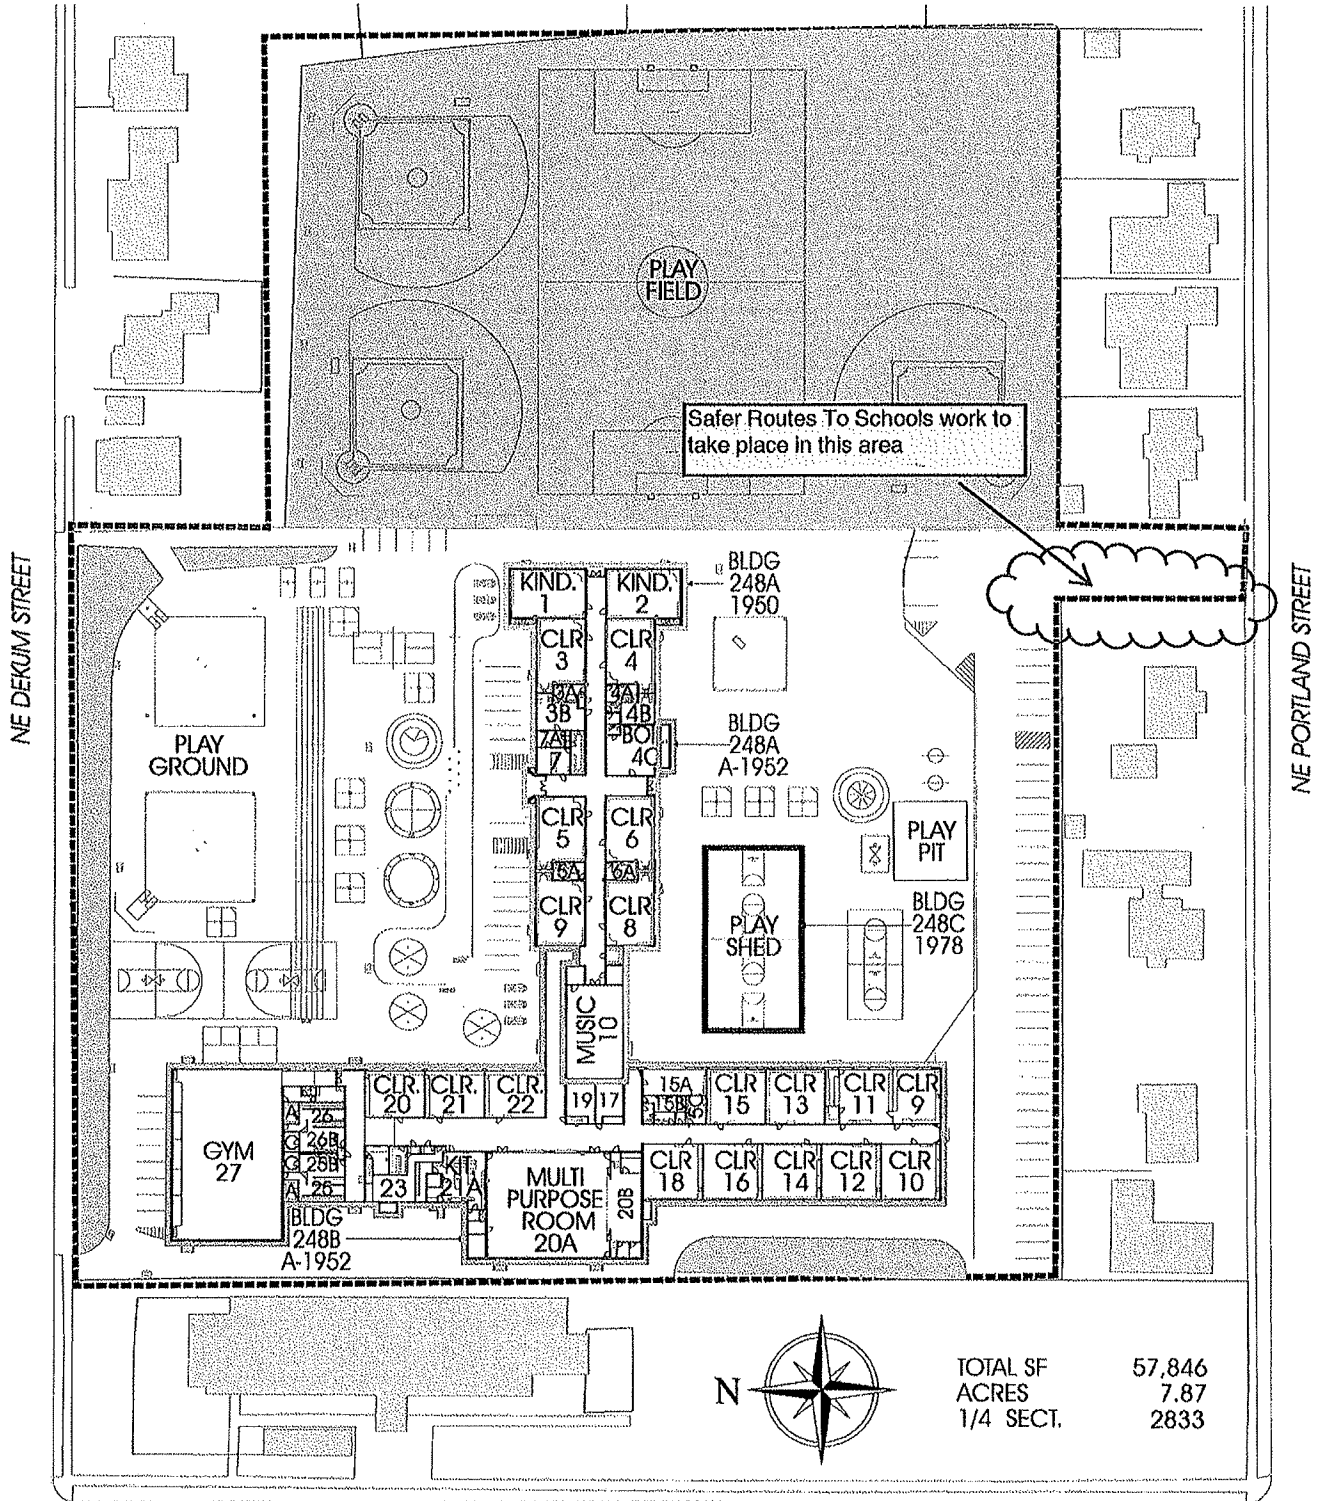 PLAY
FIELD
Safer Routes To Schools work to
take place in this area
NE DEKUM STREET
NE PORTLAND STREET
KIND.
1
KIND.
2
BLDG
248A
1950
CLR
3
CLR
4
3A
4A
3B
4B
BLDG
248A
A-1952
7A
7
BO
4C
PLAY
GROUND
CLR
5
CLR
6
5A
6A
CLR
9
CLR
8
PLAY
PIT
PLAY
SHED
BLDG
248C
1978
MUSIC
10
CLR.
20
CLR.
21
CLR.
22
19
17
15A
15B
CLR
15
CLR
13
CLR
11
CLR
9
GYM
27
A
26
26B
25B
25
A
23
MULTI
PURPOSE
ROOM
20A
20B
CLR
18
CLR
16
CLR
14
CLR
12
CLR
10
BLDG
248B
A-1952
N
TOTAL SF 57,846
ACRES 7.87
1/4 SECT. 2833